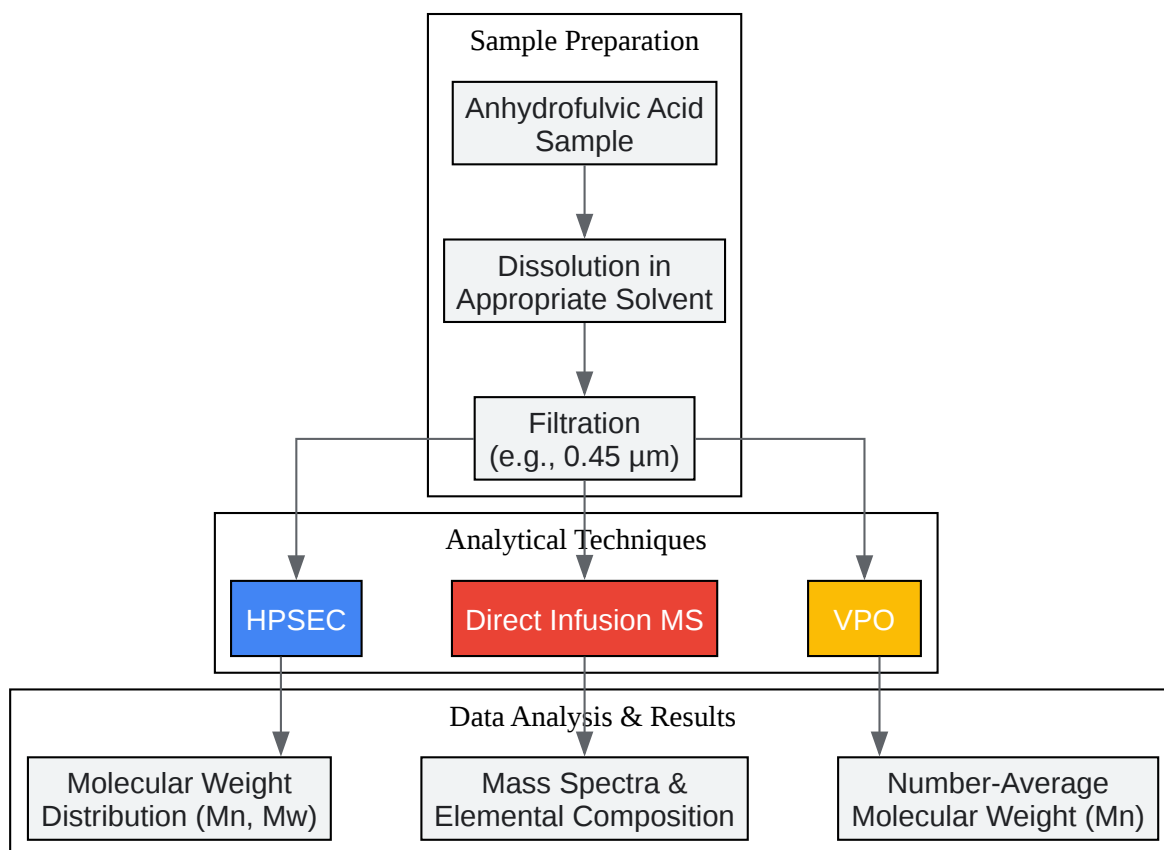 Sample Preparation
Anhydrofulvic Acid
Sample
Dissolution in
Appropriate Solvent
Filtration
(e.g., 0.45 µm)
Analytical Techniques
HPSEC
Direct Infusion MS
VPO
Data Analysis & Results
Molecular Weight
Distribution (Mn, Mw)
Mass Spectra &
Elemental Composition
Number-Average
Molecular Weight (Mn)